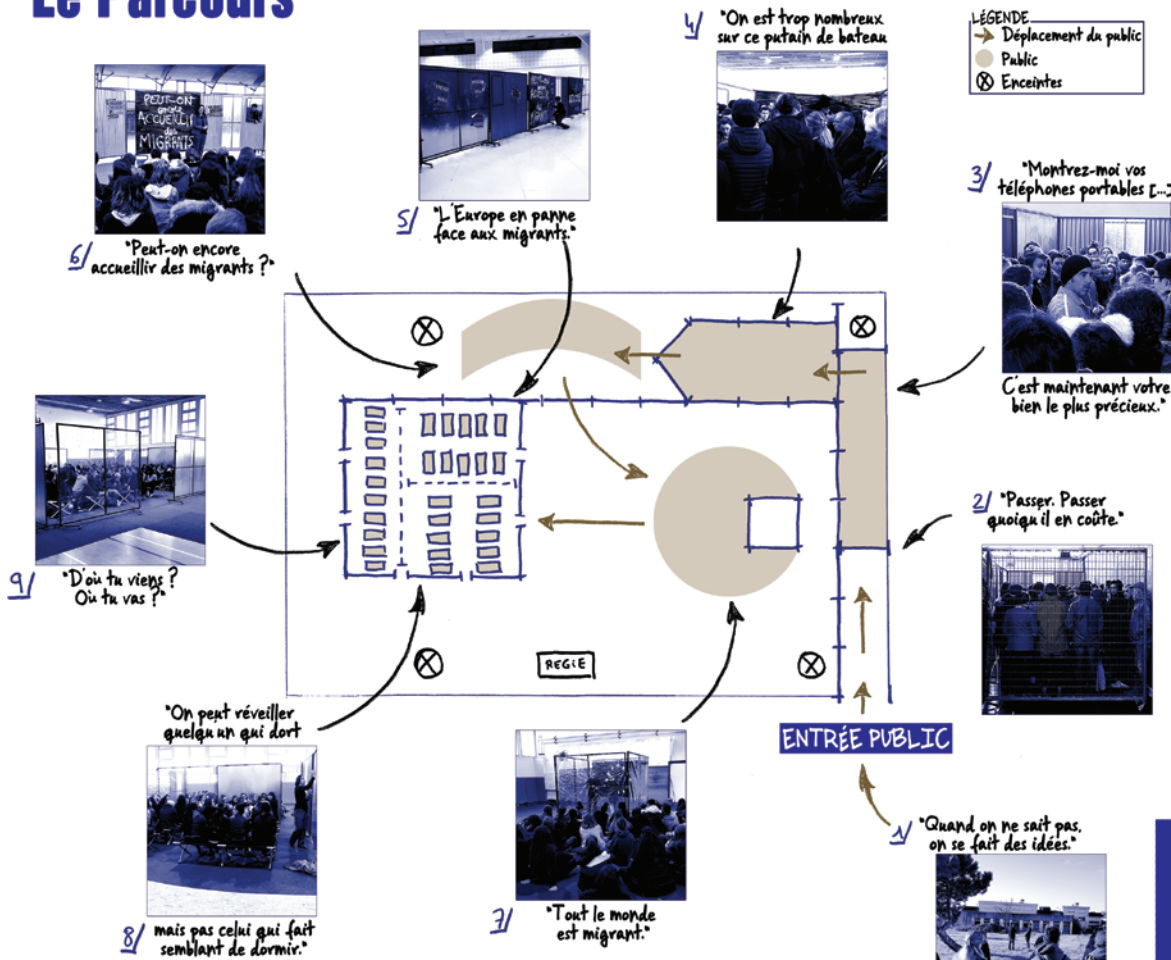 Le Parcours
LÉGENDE
Déplacement du public
Public
Enceintes
1/ "Quand on ne sait pas,
on se fait des idées."
ENTRÉE PUBLIC
2/ "Passer. Passer
quoiqu'il en coûte."
3/ "Montrez-moi vos
téléphones portables [...]
C'est maintenant votre
bien le plus précieux."
4/ "On est trop nombreux
sur ce putain de bateau
5/ "L'Europe en panne
face aux migrants."
PEUT-ON
encore
ACCUEILLIR
des
MIGRANTS
6/ "Peut-on encore
accueillir des migrants ?"
7/ "Tout le monde
est migrant."
"On peut réveiller
quelqu'un qui dort
8/ mais pas celui qui fait
semblant de dormir."
9/ "D'où tu viens ?
Où tu vas ?"
REGIE